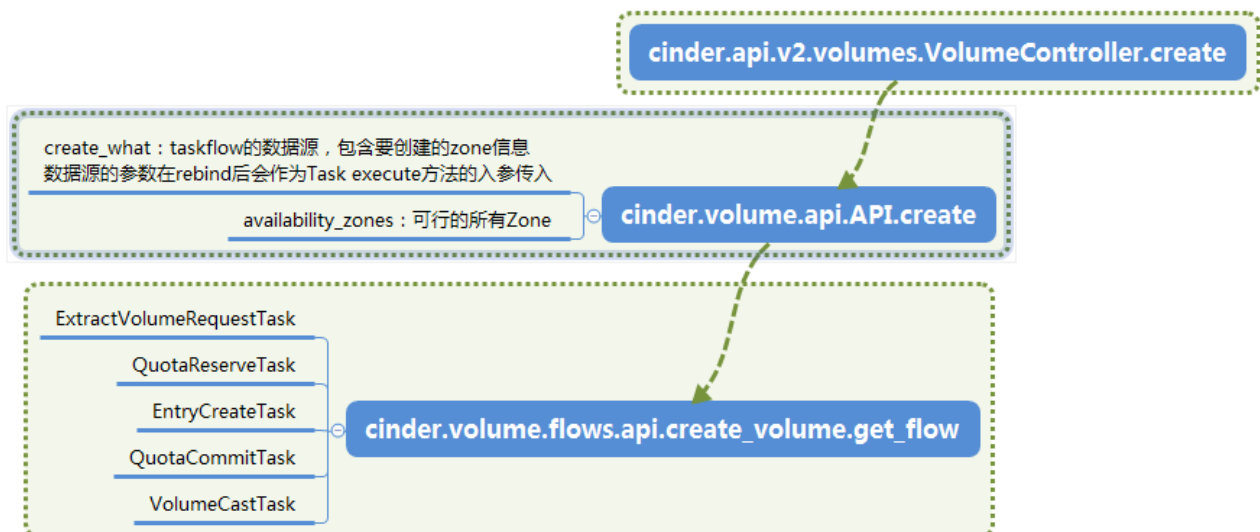 cinder.api.v2.volumes.VolumeController.create
create_what：taskflow的数据源，包含要创建的zone信息
数据源的参数在rebind后会作为Task execute方法的入参传入
availability_zones：可行的所有Zone
cinder.volume.api.API.create
ExtractVolumeRequestTask
QuotaReserveTask
EntryCreateTask
QuotaCommitTask
VolumeCastTask
cinder.volume.flows.api.create_volume.get_flow